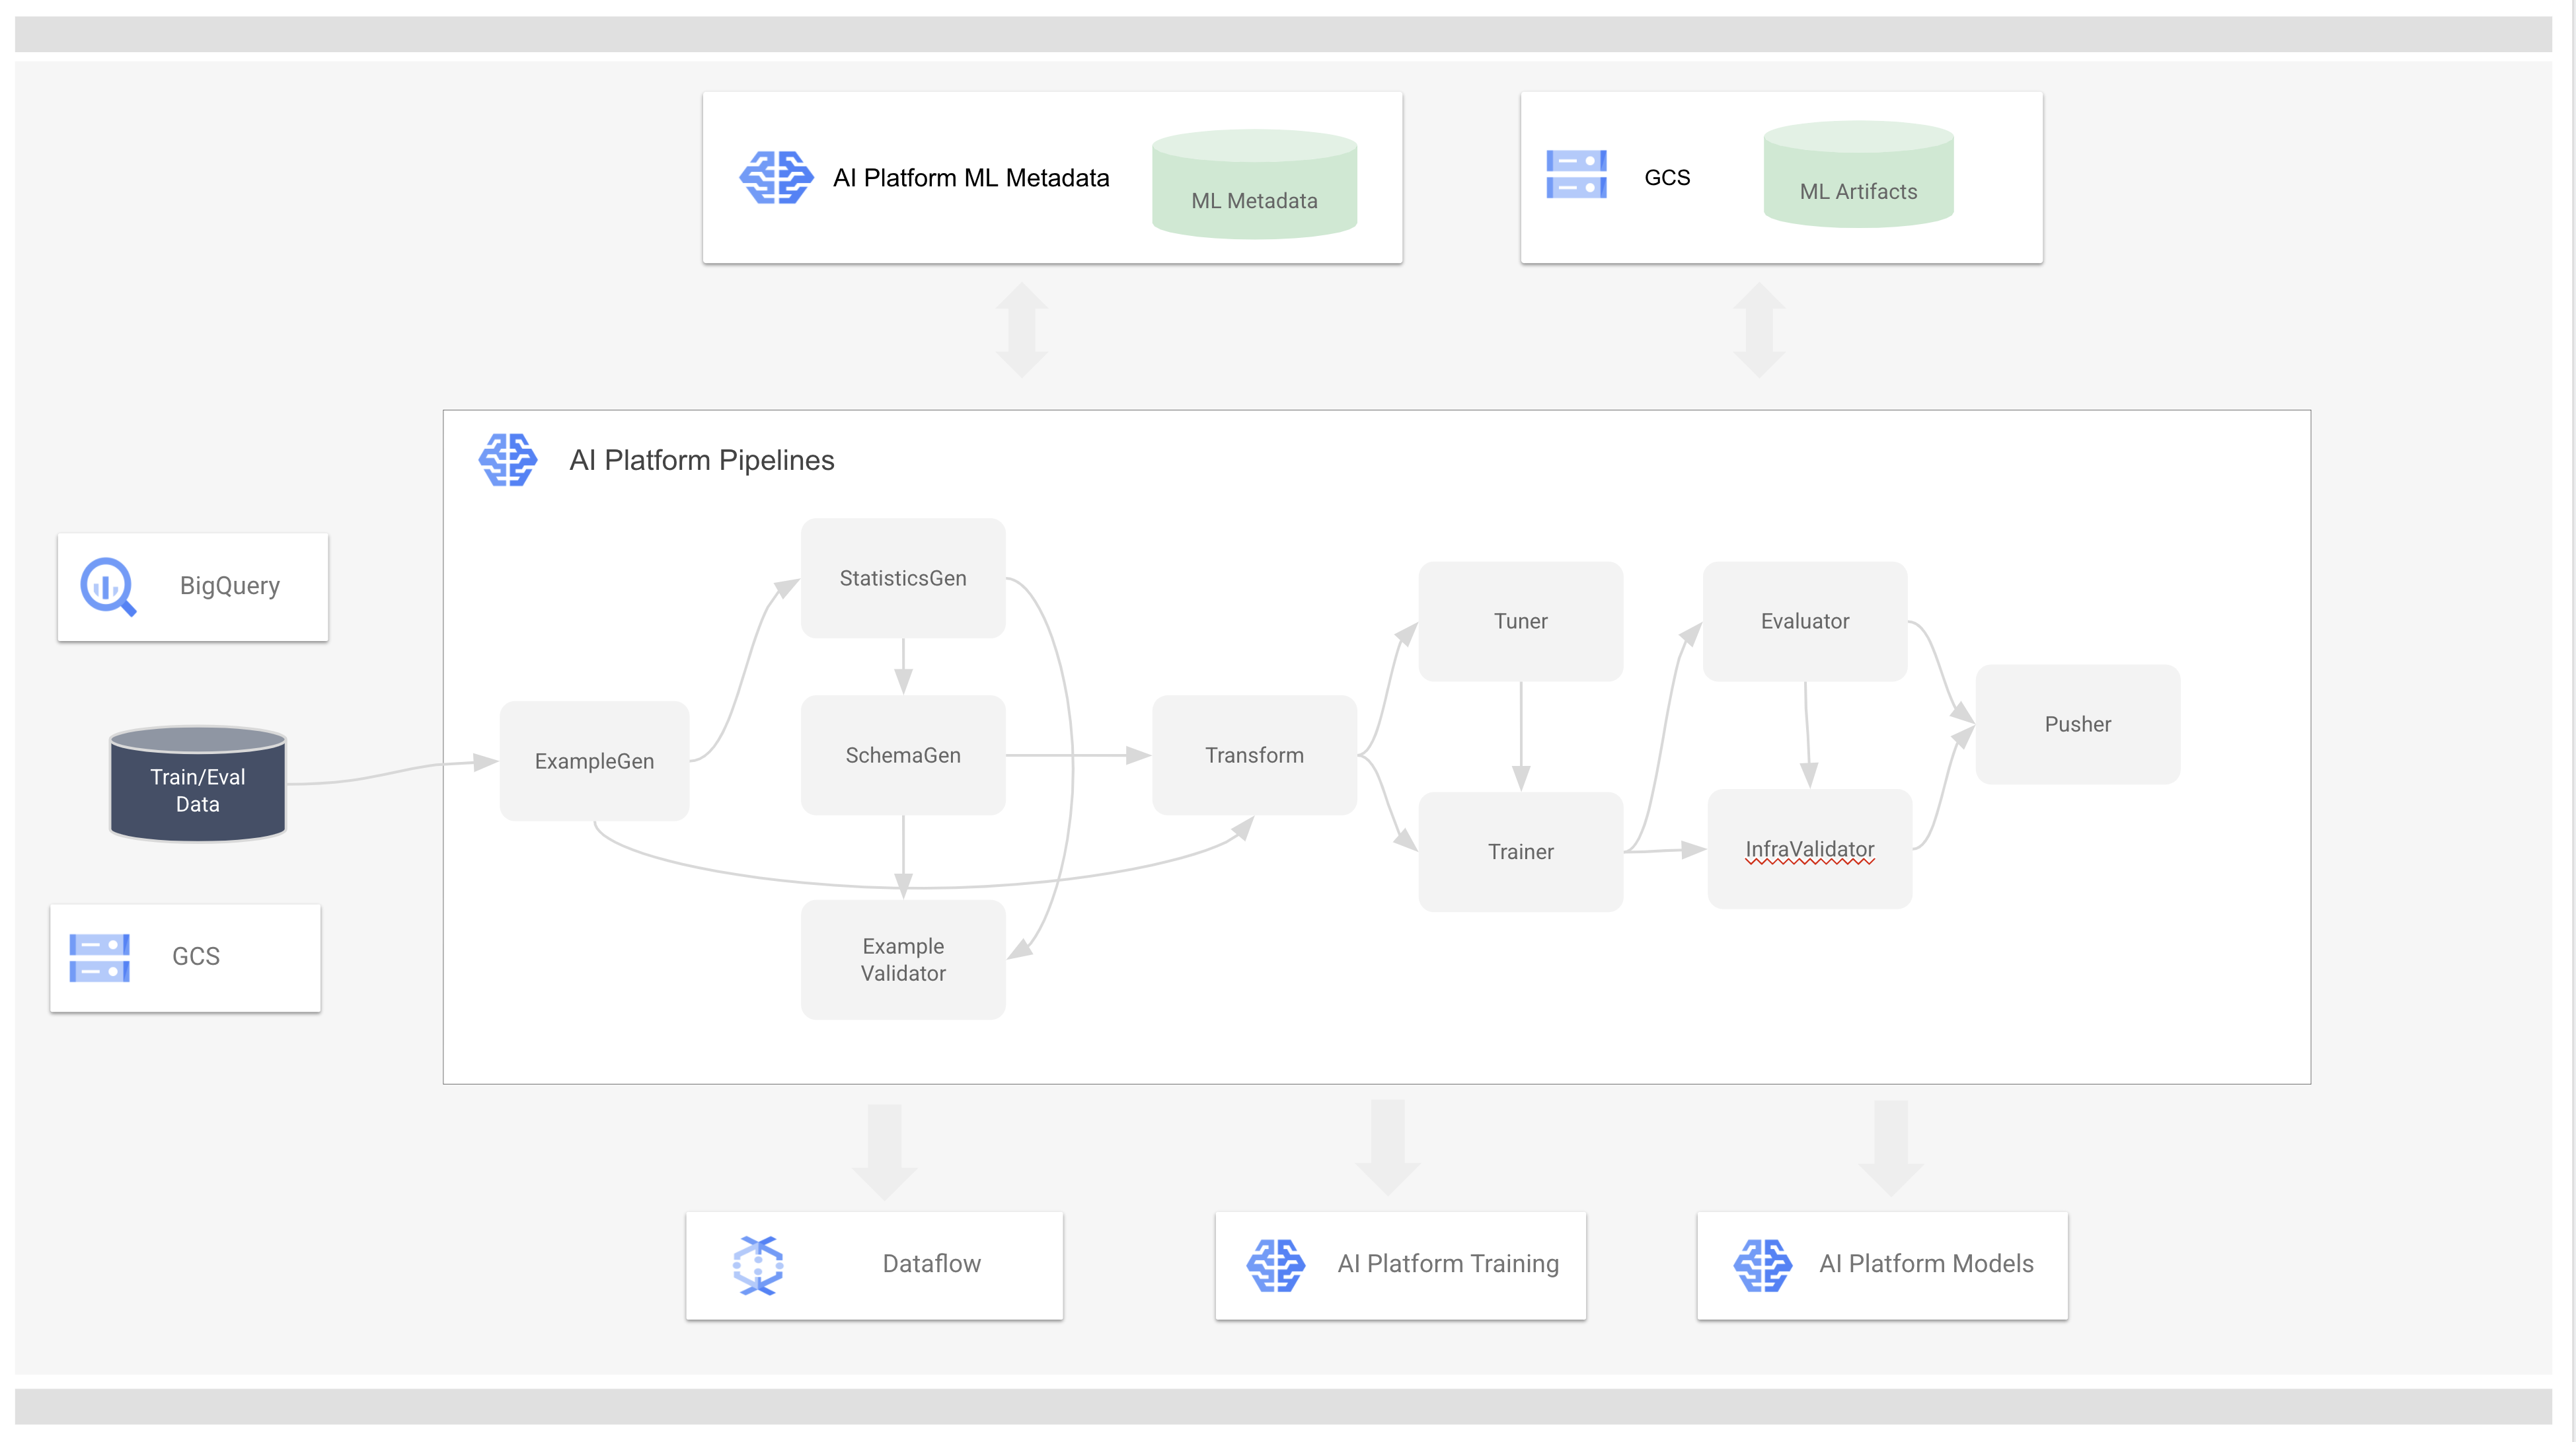 AI Platform ML Metadata
ML Metadata
GCS
ML Artifacts
AI Platform Pipelines
BigQuery
Train/Eval
Data
GCS
ExampleGen
StatisticsGen
SchemaGen
Example
Validator
Transform
Tuner
Trainer
Evaluator
InfraValidator
Pusher
Dataflow
AI Platform Training
AI Platform Models